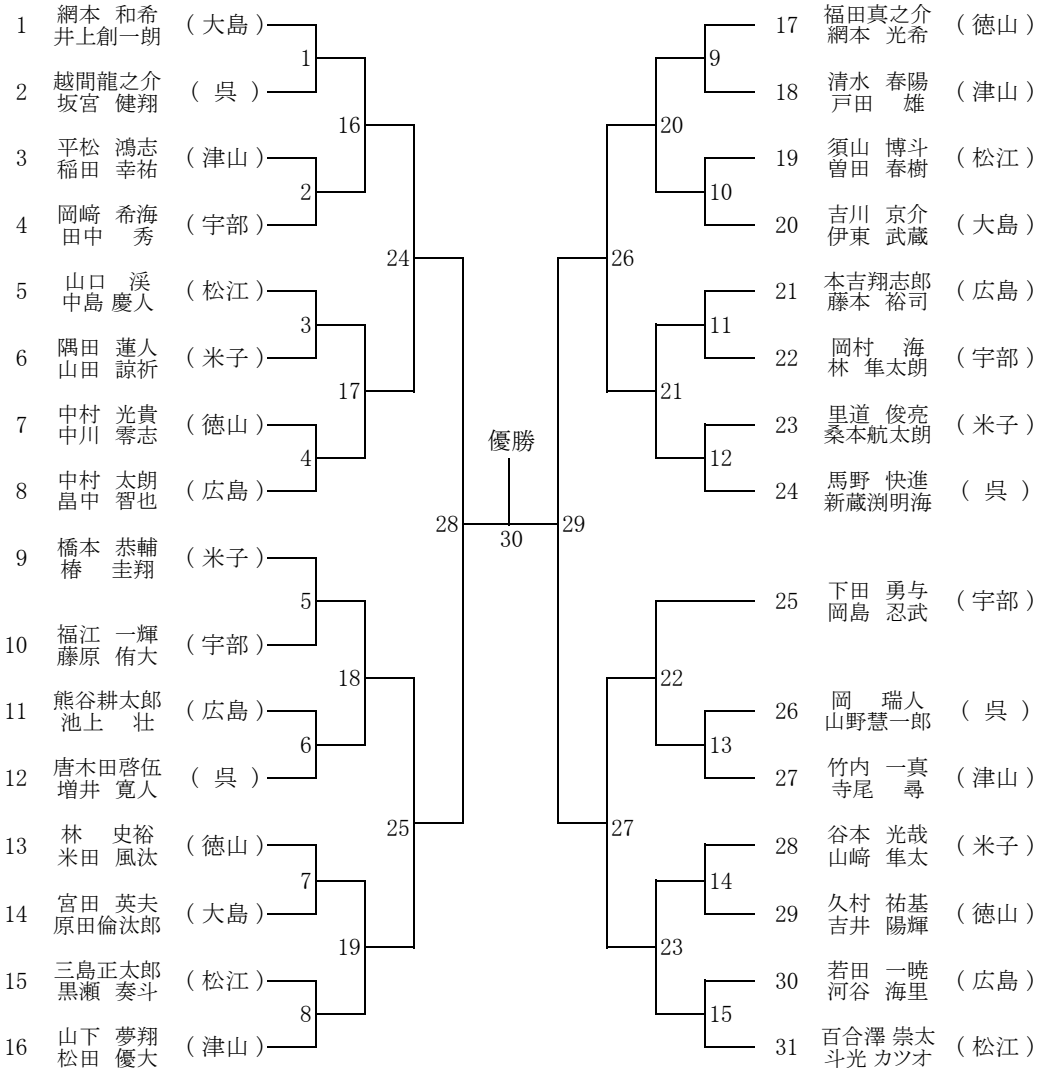 1 網本 和希 井上創一朗 (大島)
2 越間龍之介 坂宮 健翔 (呉)
3 平松 鴻志 稲田 幸祐 (津山)
4 岡﨑 希海 田中 秀 (宇部)
5 山口 渓 中島 慶人 (松江)
6 隅田 蓮人 山田 諒祈 (米子)
7 中村 光貴 中川 零志 (徳山)
8 中村 太朗 畠中 智也 (広島)
9 橋本 恭輔 椿 圭翔 (米子)
10 福江 一輝 藤原 侑大 (宇部)
11 熊谷耕太郎 池上 壮 (広島)
12 唐木田啓伍 増井 寛人 (呉)
13 林 史裕 米田 風汰 (徳山)
14 宮田 英夫 原田倫汰郎 (大島)
15 三島正太郎 黒瀬 奏斗 (松江)
16 山下 夢翔 松田 優大 (津山)
1
2
3
4
5
6
7
8
16
17
18
19
24
25
28
優勝
30
29
26
27
20
21
22
23
9
10
11
12
13
14
15
17 福田真之介 網本 光希 (徳山)
18 清水 春陽 戸田 雄 (津山)
19 須山 博斗 曽田 春樹 (松江)
20 吉川 京介 伊東 武蔵 (大島)
21 本吉翔志郎 藤本 裕司 (広島)
22 岡村 海 林 隼太朗 (宇部)
23 里道 俊亮 桑本航太朗 (米子)
24 馬野 快進 新蔵渕明海 (呉)
25 下田 勇与 岡島 忍武 (宇部)
26 岡 瑞人 山野慧一郎 (呉)
27 竹内 一真 寺尾 尋 (津山)
28 谷本 光哉 山﨑 隼太 (米子)
29 久村 祐基 吉井 陽輝 (徳山)
30 若田 一暁 河谷 海里 (広島)
31 百合澤 崇太 斗光 カツオ (松江)